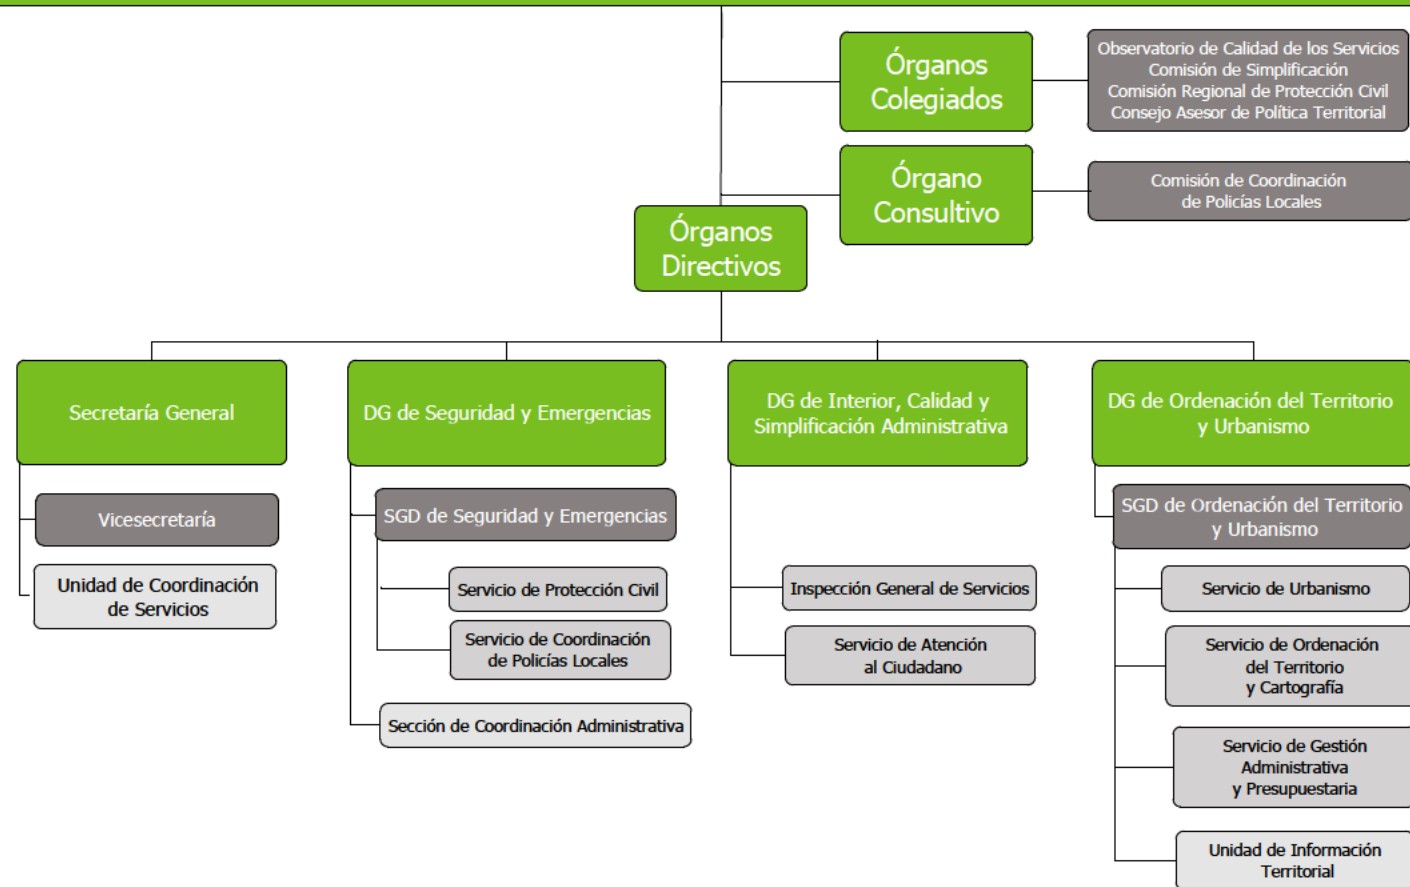 Órganos
Colegiados
Observatorio de Calidad de los Servicios
Comisión de Simplificación
Comisión Regional de Protección Civil
Consejo Asesor de Política Territorial
Órgano
Consultivo
Comisión de Coordinación
de Policías Locales
Órganos
Directivos
Secretaría General
Vicesecretaría
Unidad de Coordinación
de Servicios
DG de Seguridad y Emergencias
SGD de Seguridad y Emergencias
Servicio de Protección Civil
Servicio de Coordinación
de Policías Locales
Sección de Coordinación Administrativa
DG de Interior, Calidad y
Simplificación Administrativa
Inspección General de Servicios
Servicio de Atención
al Ciudadano
DG de Ordenación del Territorio
y Urbanismo
SGD de Ordenación del Territorio
y Urbanismo
Servicio de Urbanismo
Servicio de Ordenación
del Territorio
y Cartografía
Servicio de Gestión
Administrativa
y Presupuestaria
Unidad de Información
Territorial